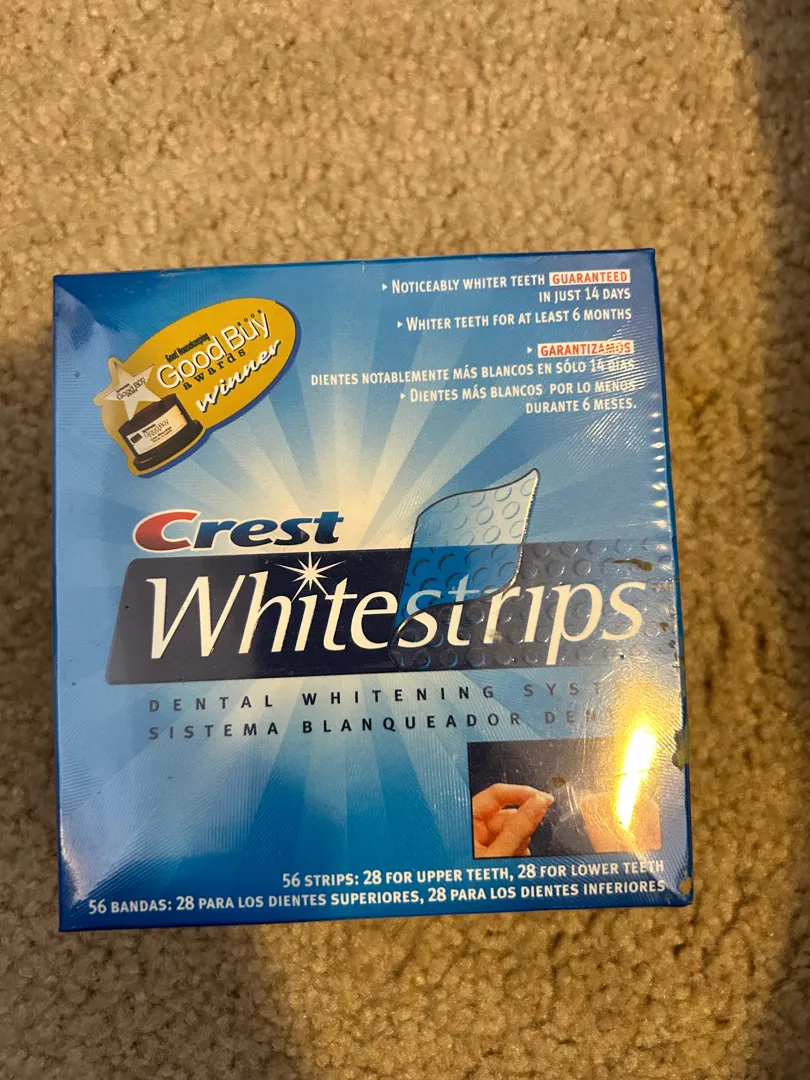 ▸ NOTICEABLY WHITER TEETH GUARANTEED
IN JUST 14 DAYS
▸ WHITER TEETH FOR AT LEAST 6 MONTHS
▸ GARANTIZAMOS
DIENTES NOTABLEMENTE MÁS BLANCOS EN SÓLO 14 DÍAS
▸ DIENTES MÁS BLANCOS POR LO MENOS
DURANTE 6 MESES.
Good Housekeeping
Good Buy
awards
winner
Crest
Whitestrips
DENTAL WHITENING
SISTEMA BLANQUEADOR
56 STRIPS: 28 FOR UPPER TEETH, 28 FOR LOWER TEETH
56 BANDAS: 28 PARA LOS DIENTES SUPERIORES, 28 PARA LOS DIENTES INFERIORES